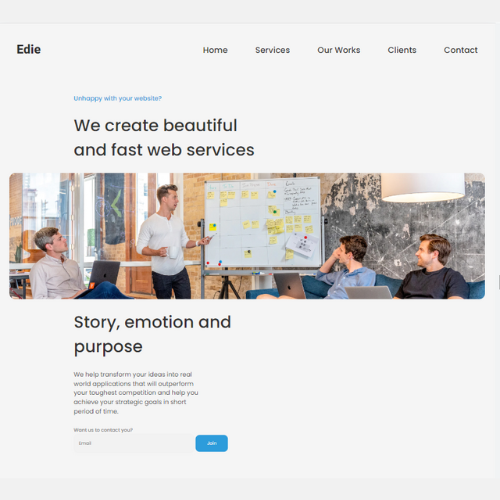 Edie
Home Services Our Works Clients Contact
Unhappy with your website?
We create beautiful
and fast web services
Story, emotion and
purpose
We help transform your ideas into real
world applications that will outperform
your toughest competition and help you
achieve your strategic goals in short
period of time.
Want us to contact you?
Email Join